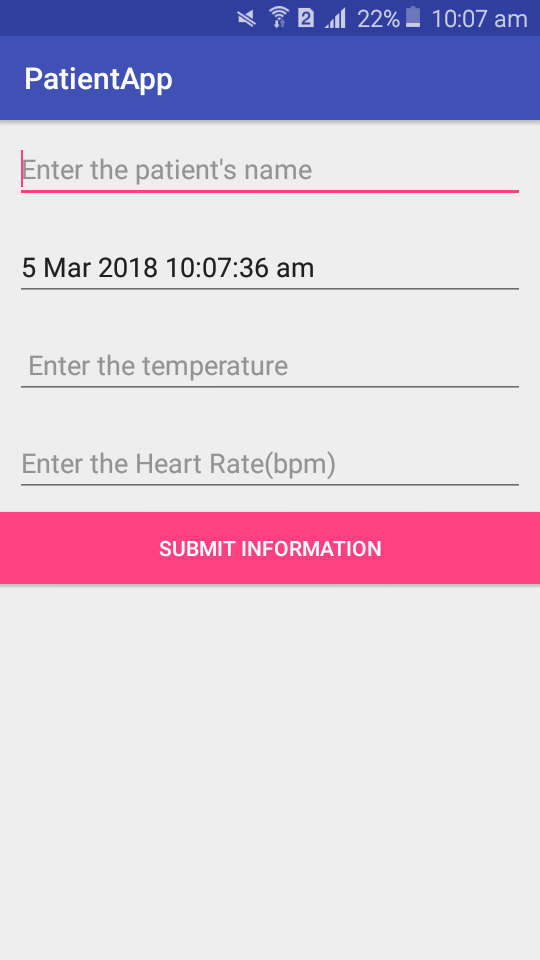 2 22% 10:07 am
PatientApp
Enter the patient's name
5 Mar 2018 10:07:36 am
Enter the temperature
Enter the Heart Rate(bpm)
SUBMIT INFORMATION